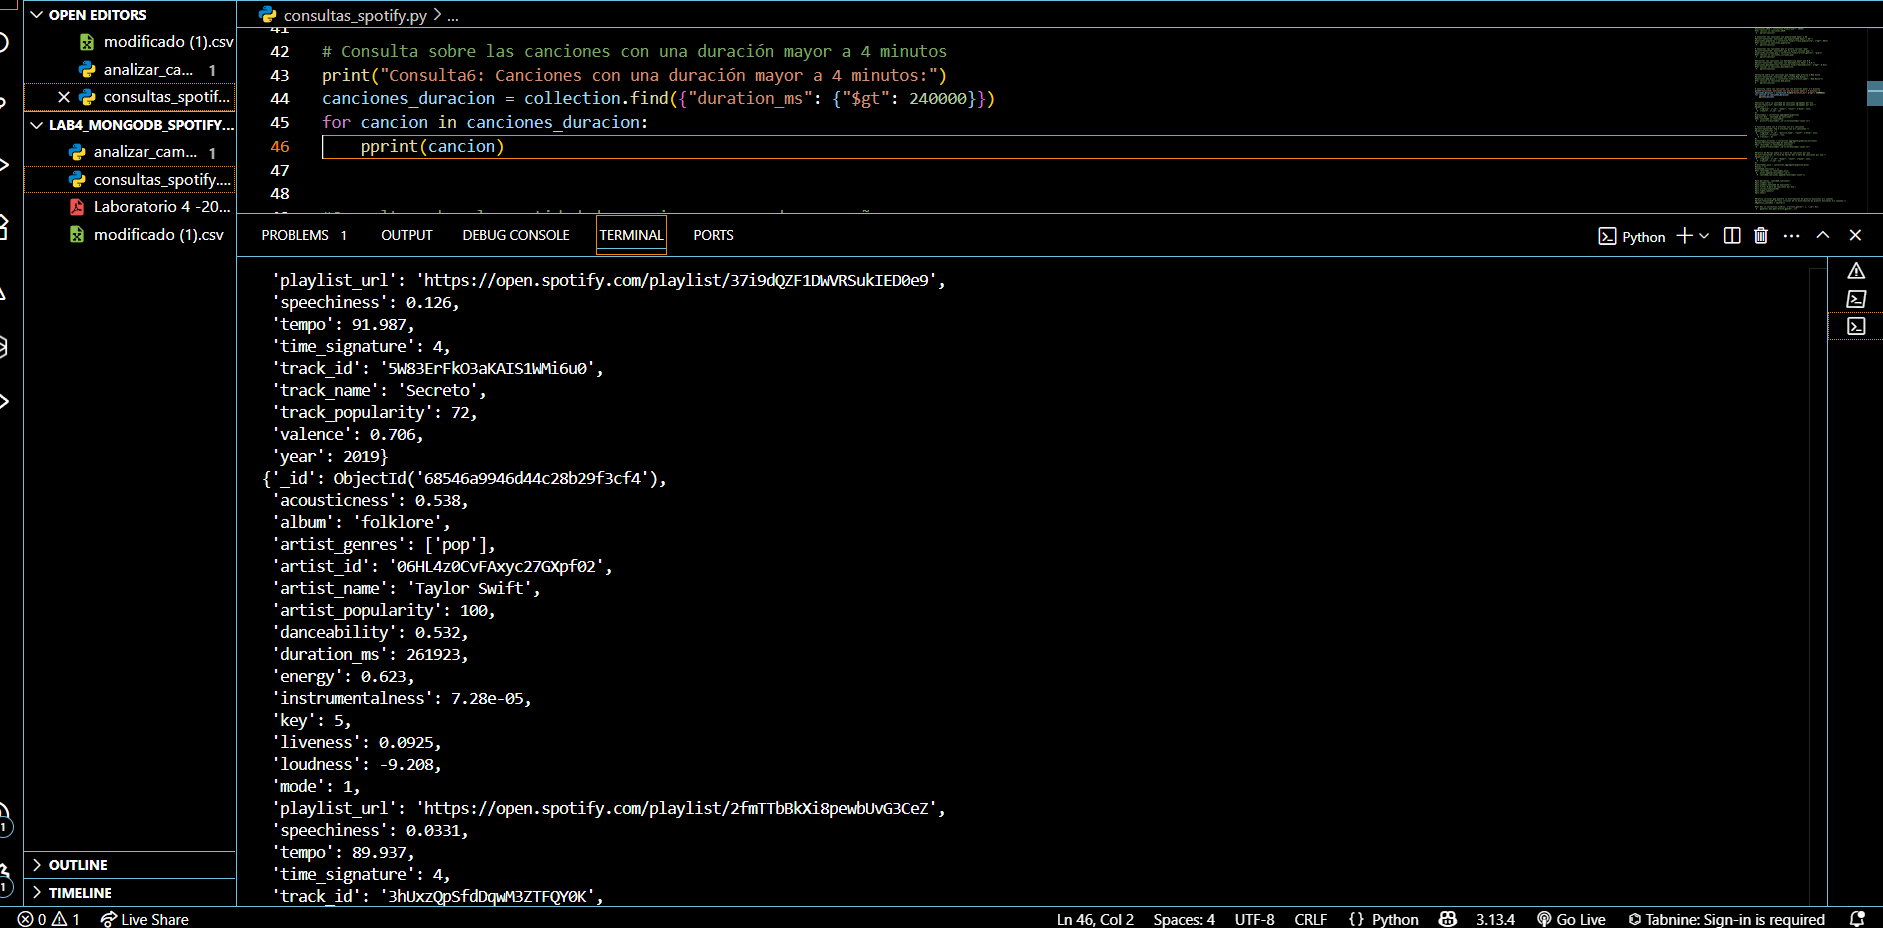 OPEN EDITORS
modificado (1).csv
analizar_ca... 1
consultas_spotif...
LAB4_MONGODB_SPOTIFY...
analizar_cam... 1
consultas_spotify....
Laboratorio 4 -20...
modificado (1).csv
OUTLINE
TIMELINE
consultas_spotify.py > ...
41
42 # Consulta sobre las canciones con una duración mayor a 4 minutos
43 print("Consulta6: Canciones con una duración mayor a 4 minutos:")
44 canciones_duracion = collection.find({"duration_ms": {"$gt": 240000}})
45 for cancion in canciones_duracion:
46     pprint(cancion)
47
48
PROBLEMS 1 OUTPUT DEBUG CONSOLE TERMINAL PORTS Python
'playlist_url': 'https://open.spotify.com/playlist/37i9dQZF1DWVRSukIED0e9',
'speechiness': 0.126,
'tempo': 91.987,
'time_signature': 4,
'track_id': '5W83ErFkO3aKAIS1WMi6u0',
'track_name': 'Secreto',
'track_popularity': 72,
'valence': 0.706,
'year': 2019}
{'_id': ObjectId('68546a9946d44c28b29f3cf4'),
'acousticness': 0.538,
'album': 'folklore',
'artist_genres': ['pop'],
'artist_id': '06HL4z0CvFAxyc27GXpf02',
'artist_name': 'Taylor Swift',
'artist_popularity': 100,
'danceability': 0.532,
'duration_ms': 261923,
'energy': 0.623,
'instrumentalness': 7.28e-05,
'key': 5,
'liveness': 0.0925,
'loudness': -9.208,
'mode': 1,
'playlist_url': 'https://open.spotify.com/playlist/2fmTTbBkXi8pewbUvG3CeZ',
'speechiness': 0.0331,
'tempo': 89.937,
'time_signature': 4,
'track_id': '3hUxzQpSfdDqwM3ZTFQY0K',
0 1 Live Share Ln 46, Col 2 Spaces: 4 UTF-8 CRLF {} Python 3.13.4 Go Live Tabnine: Sign-in is required